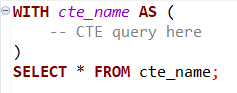 WITH cte_name AS (
    -- CTE query here
)
SELECT * FROM cte_name;